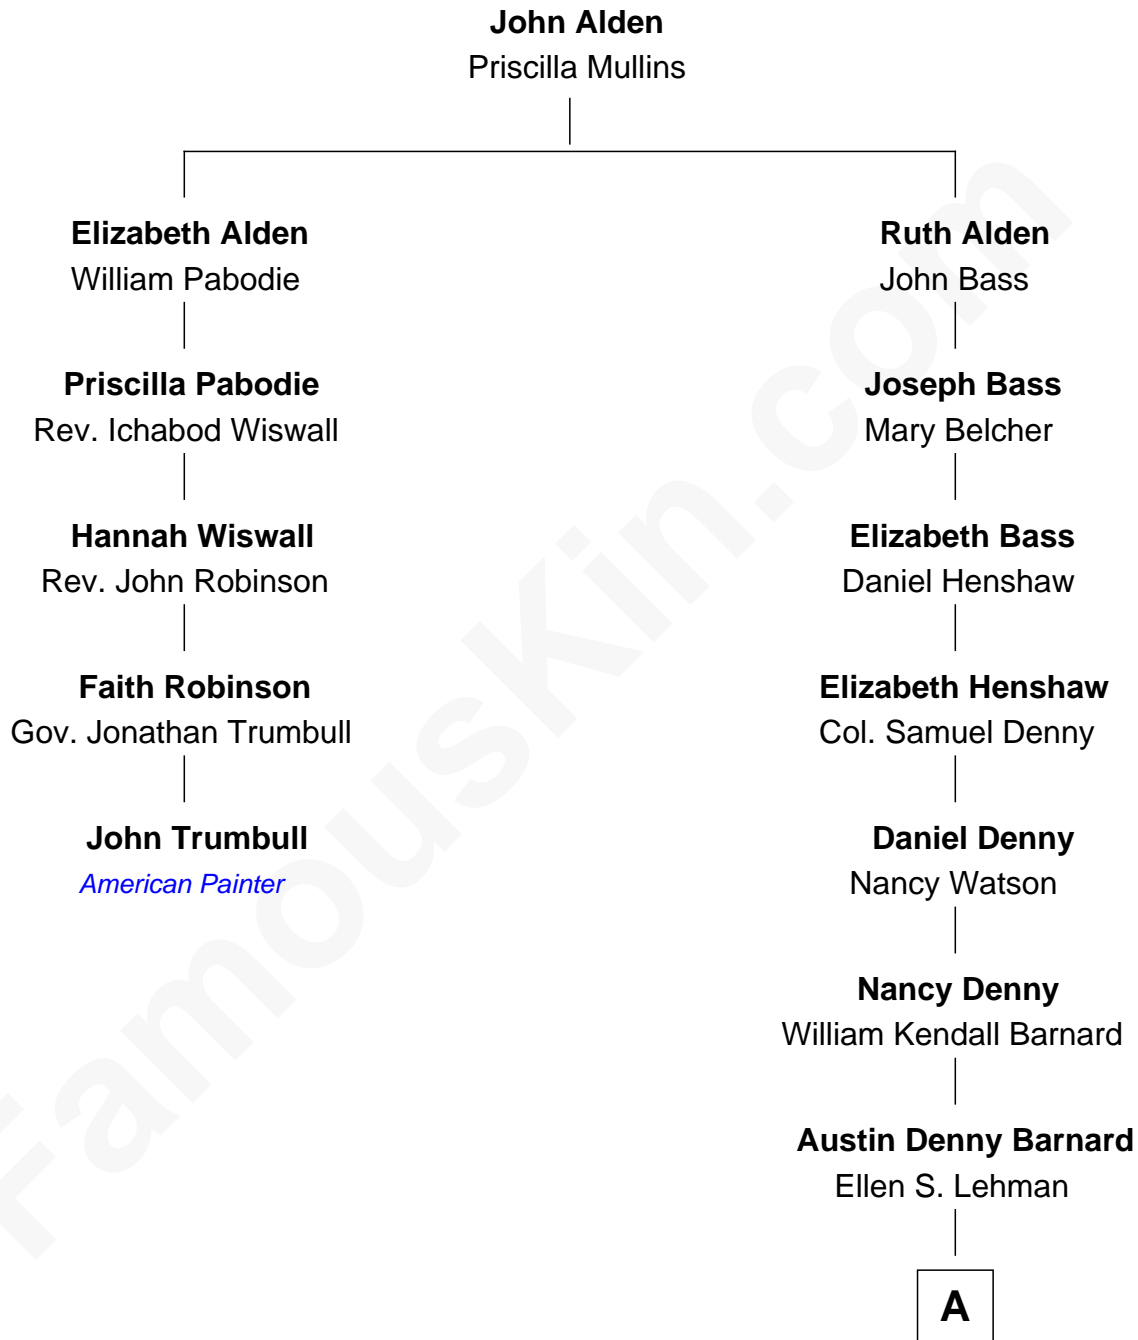 John Alden
Priscilla Mullins
Elizabeth Alden
William Pabodie
Priscilla Pabodie
Rev. Ichabod Wiswall
Hannah Wiswall
Rev. John Robinson
Faith Robinson
Gov. Jonathan Trumbull
John Trumbull
American Painter
Ruth Alden
John Bass
Joseph Bass
Mary Belcher
Elizabeth Bass
Daniel Henshaw
Elizabeth Henshaw
Col. Samuel Denny
Daniel Denny
Nancy Watson
Nancy Denny
William Kendall Barnard
Austin Denny Barnard
Ellen S. Lehman
A
FamousKin.com